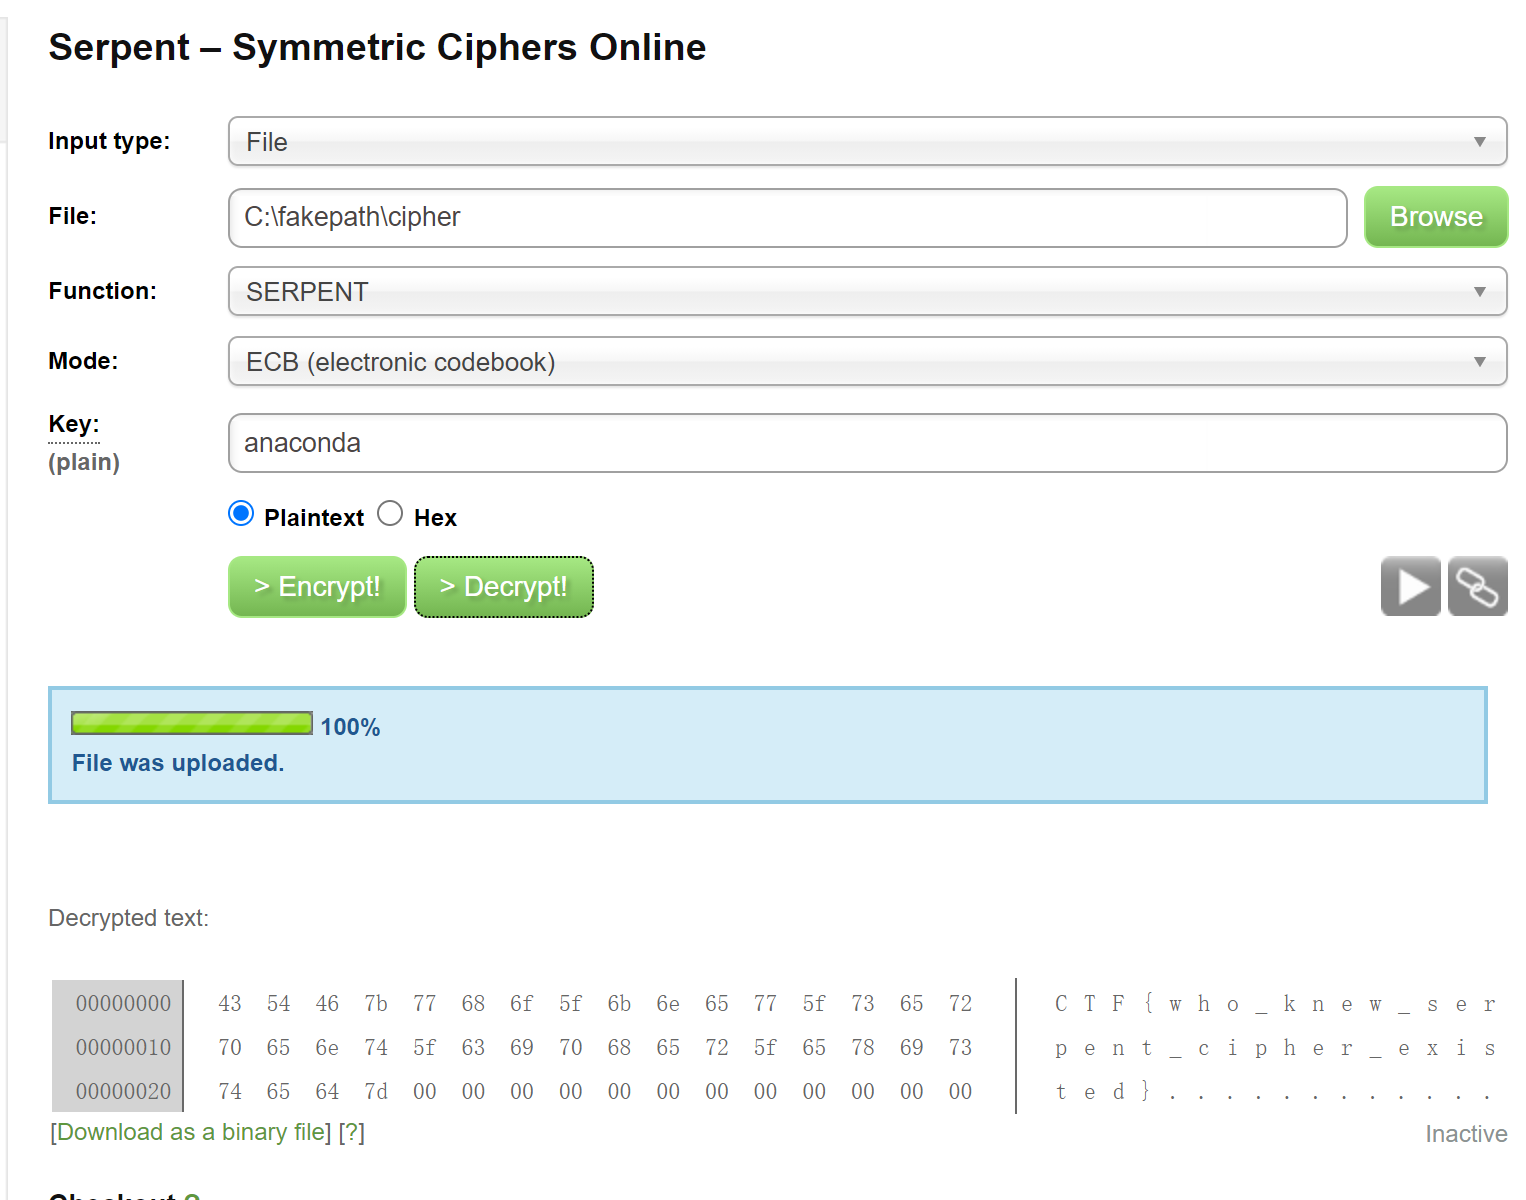 Serpent – Symmetric Ciphers Online
Input type:
File
File:
C:\fakepath\cipher
Browse
Function:
SERPENT
Mode:
ECB (electronic codebook)
Key:
(plain)
anaconda
Plaintext Hex
> Encrypt! > Decrypt!
100%
File was uploaded.
Decrypted text:
00000000 43 54 46 7b 77 68 6f 5f 6b 6e 65 77 5f 73 65 72 C T F { w h o _ k n e w _ s e r
00000010 70 65 6e 74 5f 63 69 70 68 65 72 5f 65 78 69 73 p e n t _ c i p h e r _ e x i s
00000020 74 65 64 7d 00 00 00 00 00 00 00 00 00 00 00 00 t e d } . . . . . . . . . . . .
[Download as a binary file] [?]
Inactive